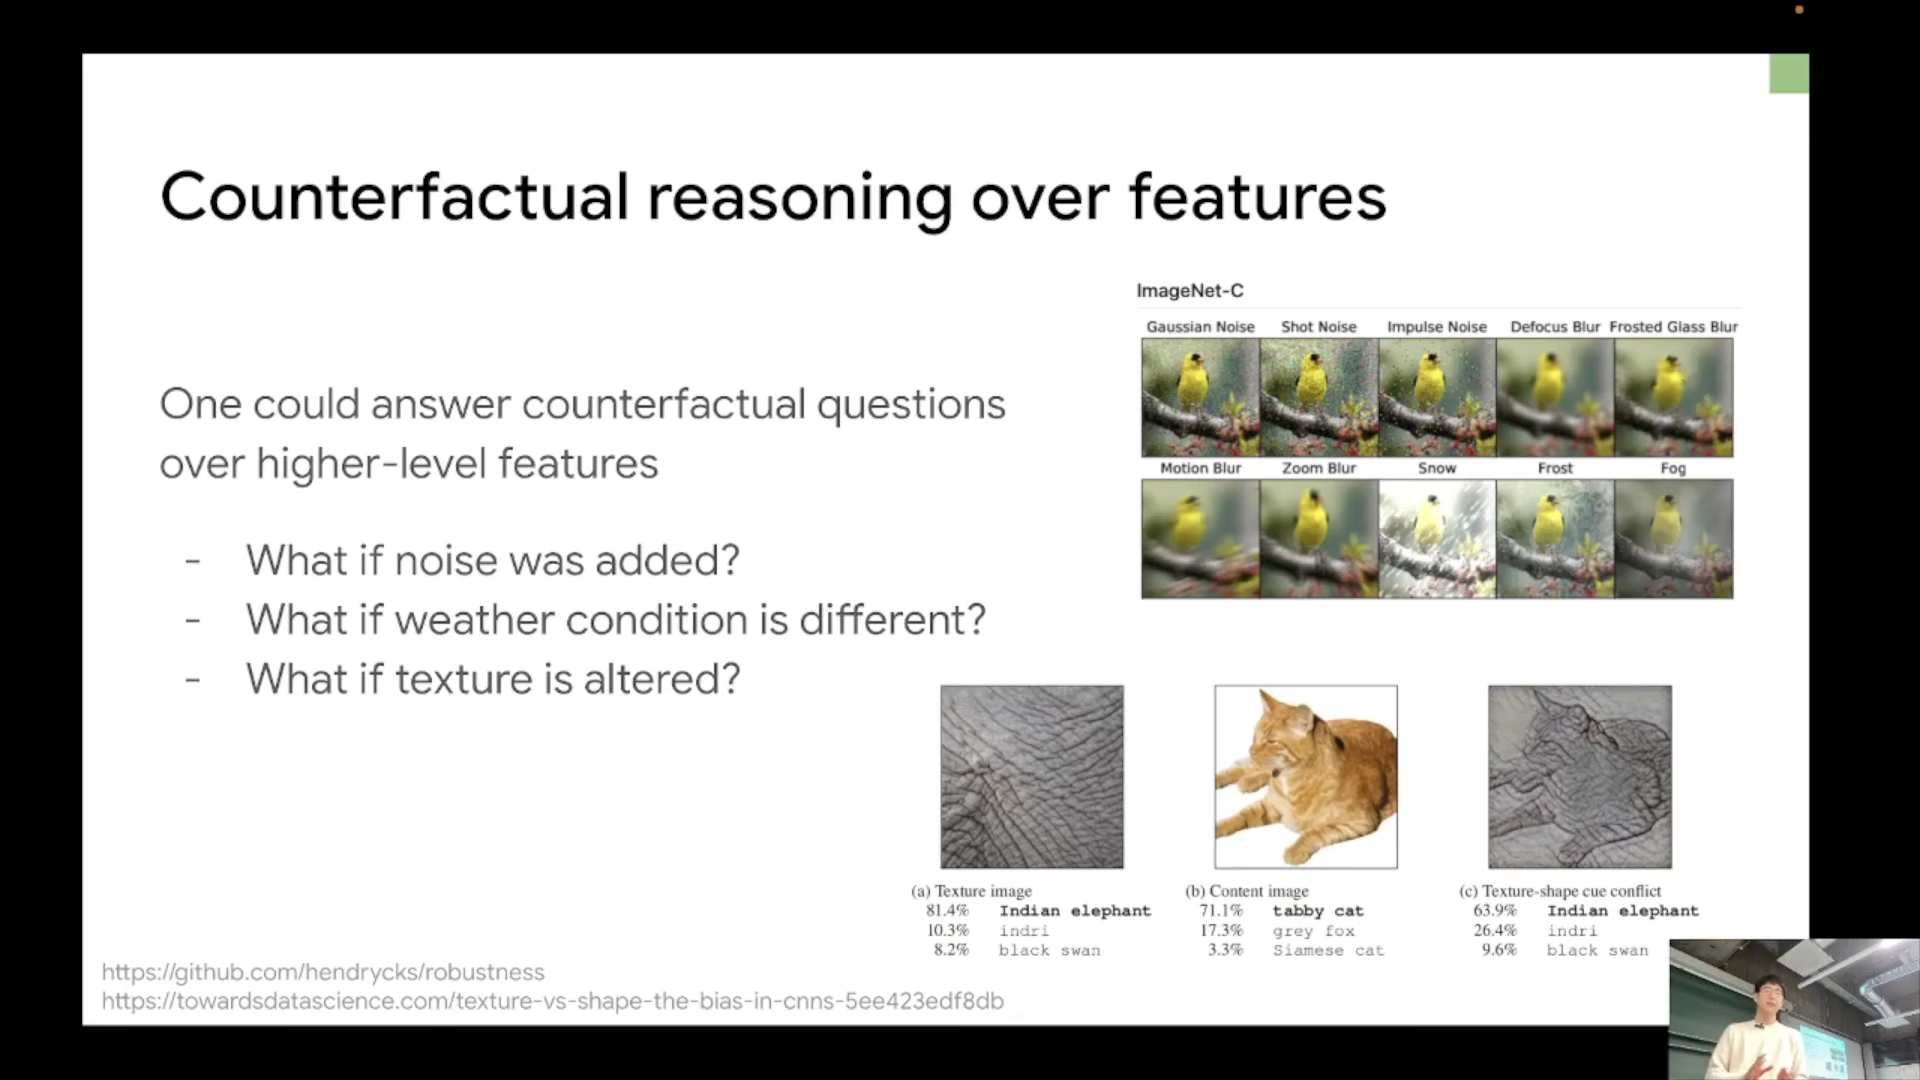 Counterfactual reasoning over features
One could answer counterfactual questions
over higher-level features
- What if noise was added?
- What if weather condition is different?
- What if texture is altered?
ImageNet-C
Gaussian Noise Shot Noise Impulse Noise Defocus Blur Frosted Glass Blur
Motion Blur Zoom Blur Snow Frost Fog
(a) Texture image
81.4% Indian elephant
10.3% indri
8.2% black swan
(b) Content image
71.1% tabby cat
17.3% grey fox
3.3% Siamese cat
(c) Texture-shape cue conflict
63.9% Indian elephant
26.4% indri
9.6% black swan
https://github.com/hendrycks/robustness
https://towardsdatascience.com/texture-vs-shape-the-bias-in-cnns-5ee423edf8db